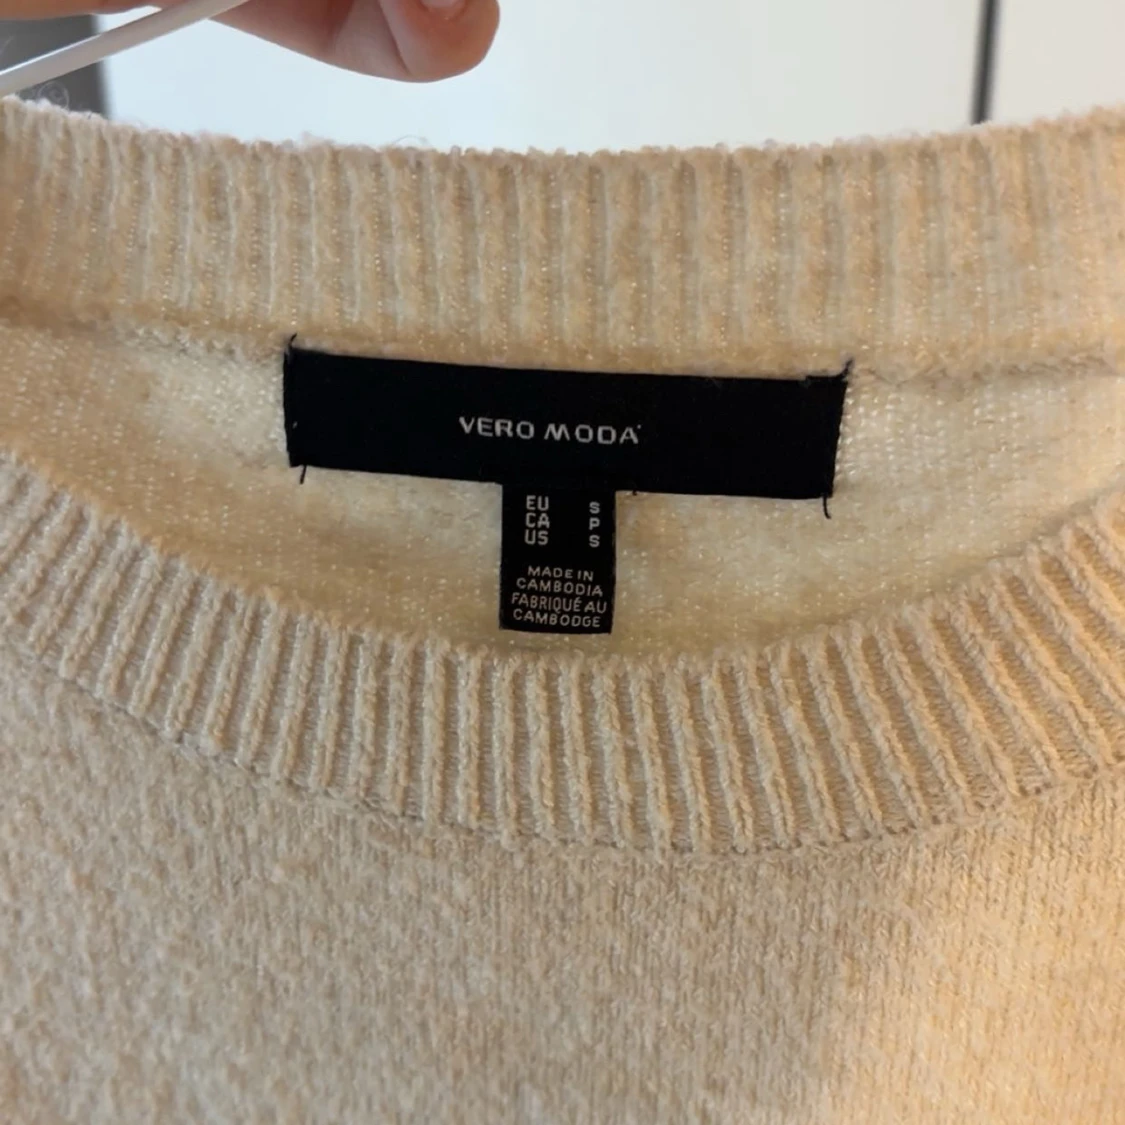 VERO MODA
EU S
CA P
US S
MADE IN
CAMBODIA
FABRIQUÉ AU
CAMBODGE